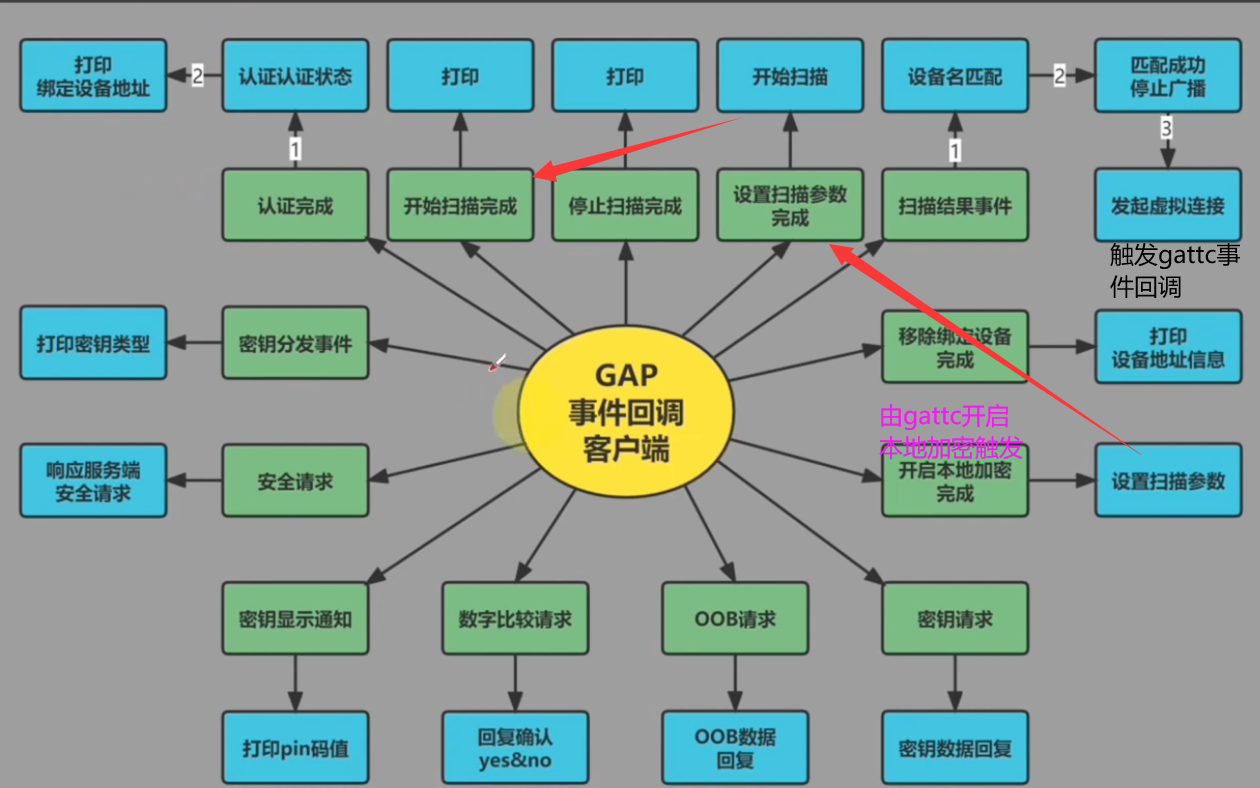 打印
绑定设备地址
2
认证认证状态
打印
打印
开始扫描
设备名匹配
2
匹配成功
停止广播
1
1
3
认证完成
开始扫描完成
停止扫描完成
设置扫描参数
完成
扫描结果事件
发起虚拟连接
触发gattc事
件回调
打印密钥类型
密钥分发事件
GAP
事件回调
客户端
移除绑定设备
完成
打印
设备地址信息
由gattc开启
本地加密触发
响应服务端
安全请求
安全请求
开启本地加密
完成
设置扫描参数
密钥显示通知
数字比较请求
OOB请求
密钥请求
打印pin码值
回复确认
yes&no
OOB数据
回复
密钥数据回复